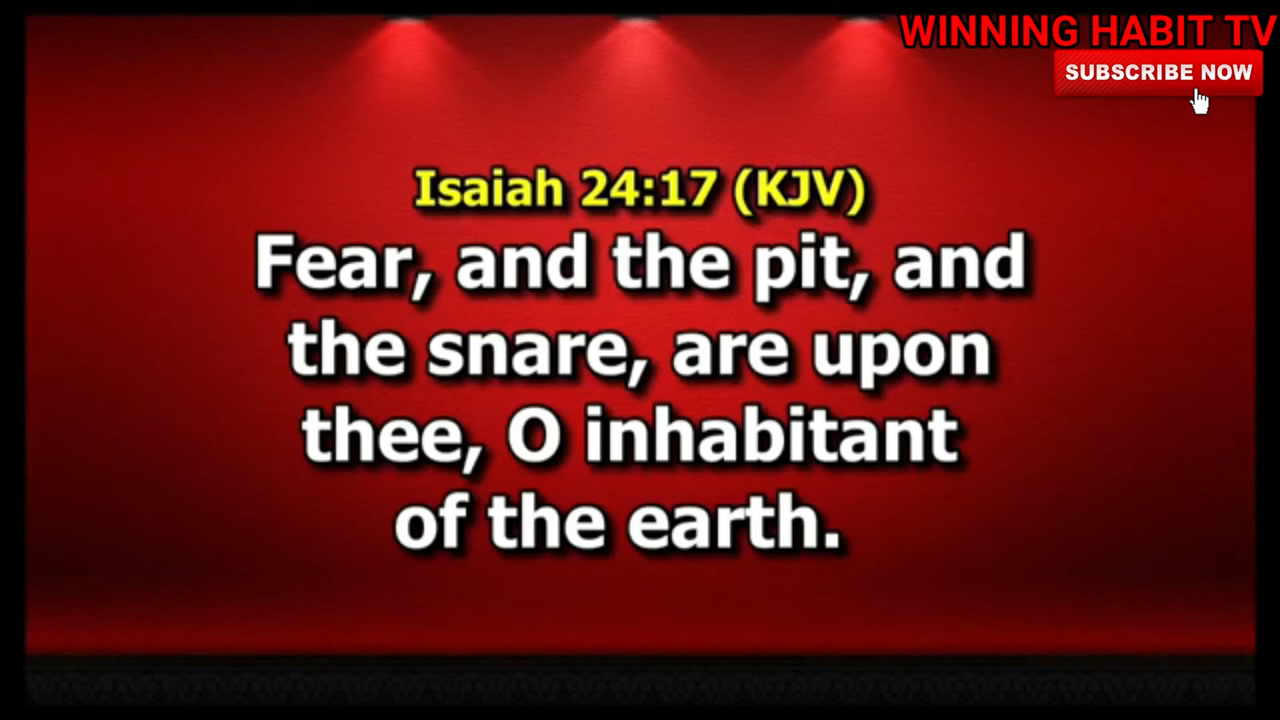 WINNING HABIT TV
SUBSCRIBE NOW
Isaiah 24:17 (KJV)
Fear, and the pit, and
the snare, are upon
thee, O inhabitant
of the earth.